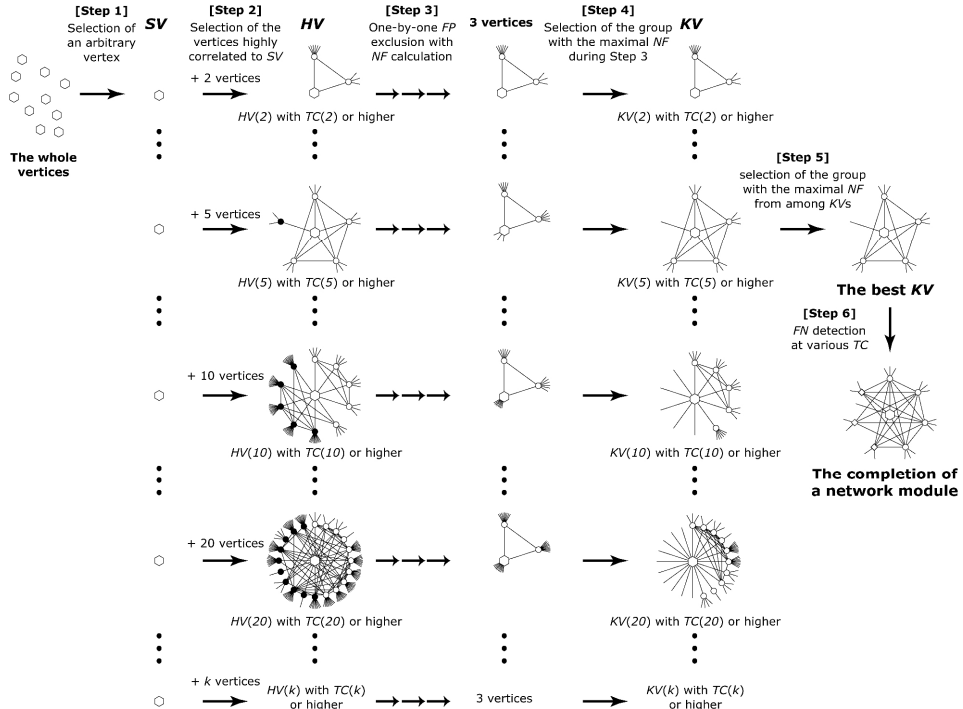 [Step 1]
Selection of
an arbitrary
vertex
SV
[Step 2]
Selection of the
vertices highly
correlated to SV
HV
[Step 3]
One-by-one FP
exclusion with
NF calculation
3 vertices
[Step 4]
Selection of the group
with the maximal NF
during Step 3
KV
The whole
vertices
+ 2 vertices
HV(2) with TC(2) or higher
KV(2) with TC(2) or higher
[Step 5]
selection of the group
with the maximal NF
from among KVs
+ 5 vertices
HV(5) with TC(5) or higher
KV(5) with TC(5) or higher
The best KV
[Step 6]
FN detection
at various TC
+ 10 vertices
HV(10) with TC(10) or higher
KV(10) with TC(10) or higher
The completion of
a network module
+ 20 vertices
HV(20) with TC(20) or higher
KV(20) with TC(20) or higher
+ k vertices
HV(k) with TC(k)
or higher
3 vertices
KV(k) with TC(k)
or higher